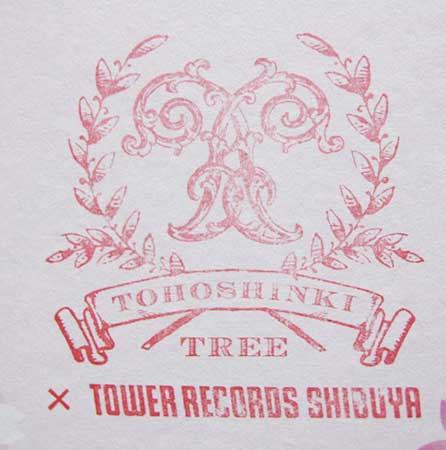 TOHOSHINKI
TREE
× TOWER RECORDS SHIBUYA